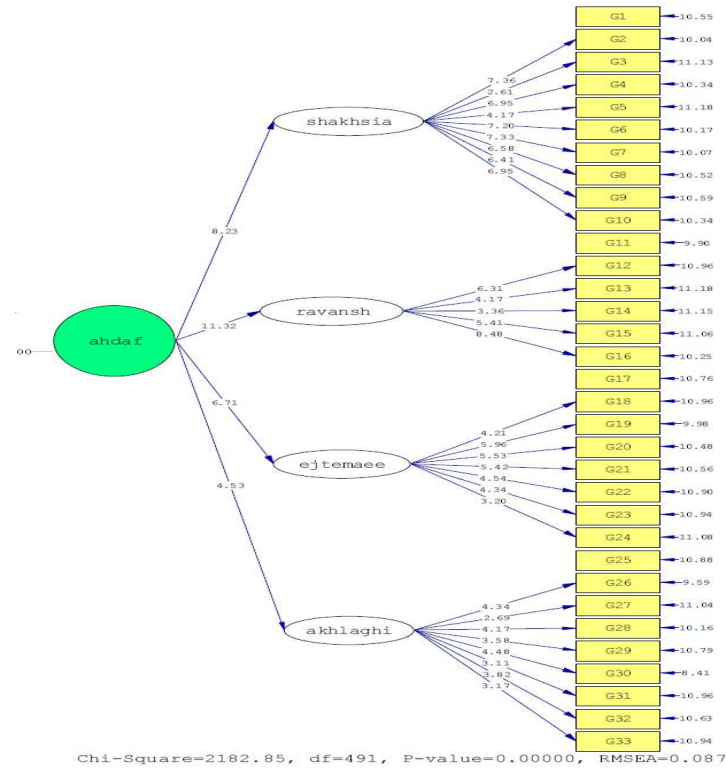 G1 10.55
G2 10.04
G3 11.13
G4 10.34
G5 11.18
G6 10.17
G7 10.07
G8 10.52
G9 10.59
G10 10.34
G11 9.90
G12 10.96
G13 11.18
G14 11.15
G15 11.06
G16 10.25
G17 10.76
G18 10.96
G19 9.98
G20 10.48
G21 10.56
G22 10.90
G23 10.94
G24 11.08
G25 10.88
G26 9.59
G27 11.04
G28 10.16
G29 10.79
G30 8.41
G31 10.96
G32 10.63
G33 10.94
shakhsia
7.36
2.61
6.95
4.17
7.20
7.33
6.58
6.41
6.95
ravansh
6.31
4.17
3.36
5.41
8.48
ejtemaee
4.21
5.96
5.53
5.42
4.54
4.34
3.20
akhlaghi
4.34
2.69
4.17
3.58
4.48
3.11
3.82
3.17
00
ahdaf
8.23
11.32
6.71
4.53
Chi-Square=2182.85, df=491, P-value=0.00000, RMSEA=0.087